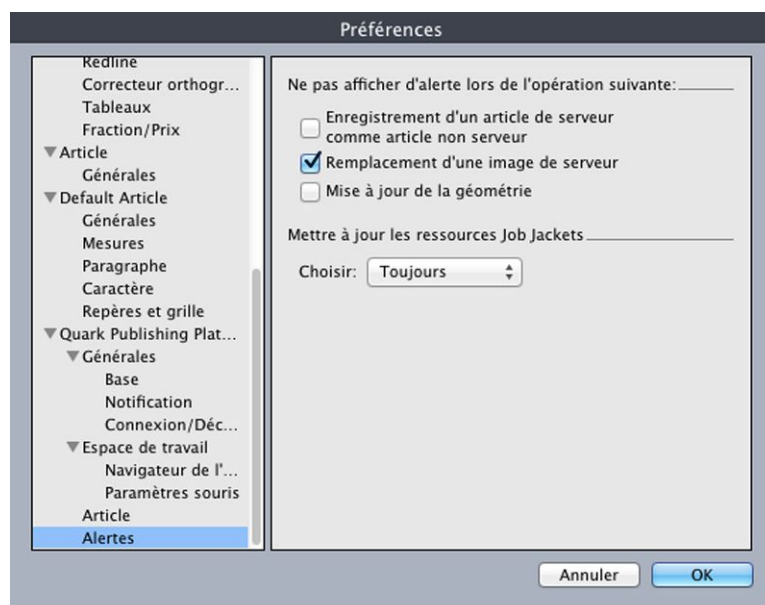 Préférences
Redline
Correcteur orthogr...
Tableaux
Fraction/Prix
Article
Générales
Default Article
Générales
Mesures
Paragraphe
Caractère
Repères et grille
Quark Publishing Plat...
Générales
Base
Notification
Connexion/Déc...
Espace de travail
Navigateur de l'...
Paramètres souris
Article
Alertes
Ne pas afficher d'alerte lors de l'opération suivante:
Enregistrement d'un article de serveur
comme article non serveur
Remplacement d'une image de serveur
Mise à jour de la géométrie
Mettre à jour les ressources Job Jackets
Choisir: Toujours
Annuler OK